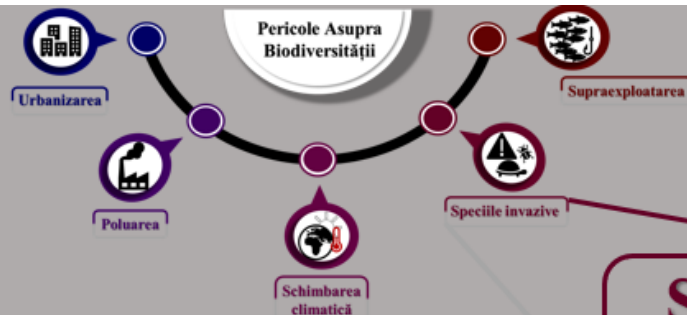 Pericole Asupra
Biodiversității
Urbanizarea
Supraexploatarea
Poluarea
Speciile invazive
Schimbarea
climatică
S